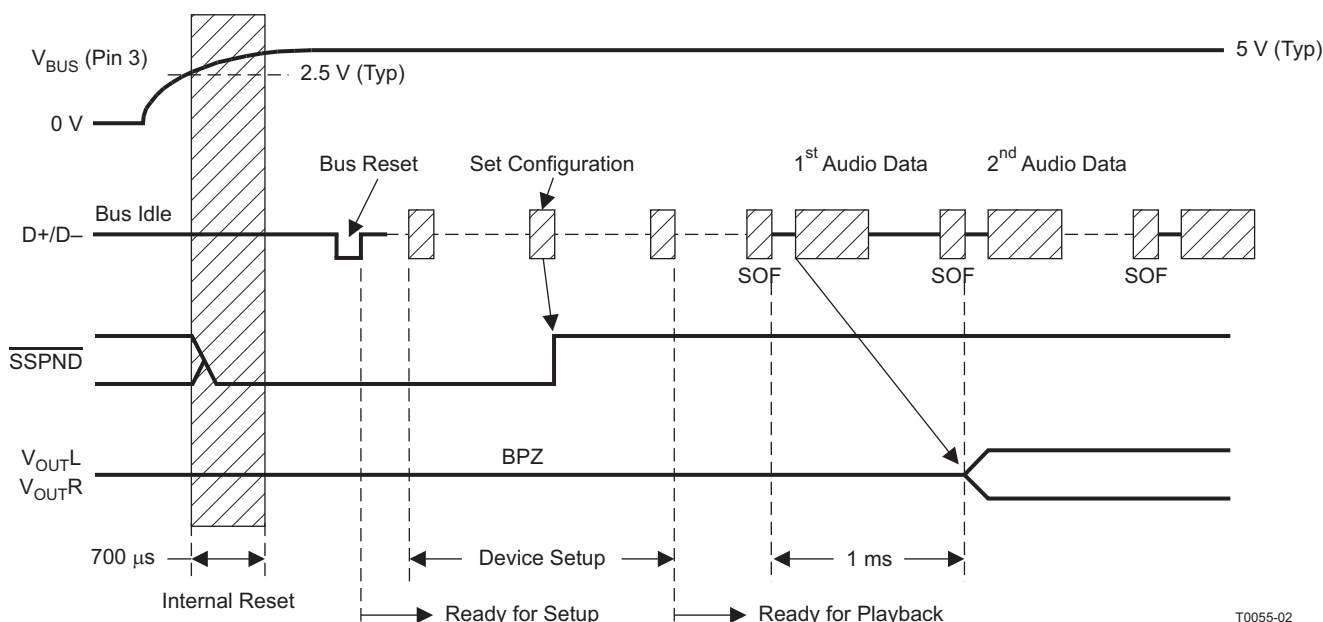 V_BUS (Pin 3)
5 V (Typ)
2.5 V (Typ)
0 V
Bus Reset
Set Configuration
1st Audio Data
2nd Audio Data
Bus Idle
D+/D–
SOF
SOF
SOF
SSPND
V_OUTL
BPZ
V_OUTR
700 µs
Device Setup
1 ms
Internal Reset
Ready for Setup
Ready for Playback
T0055-02